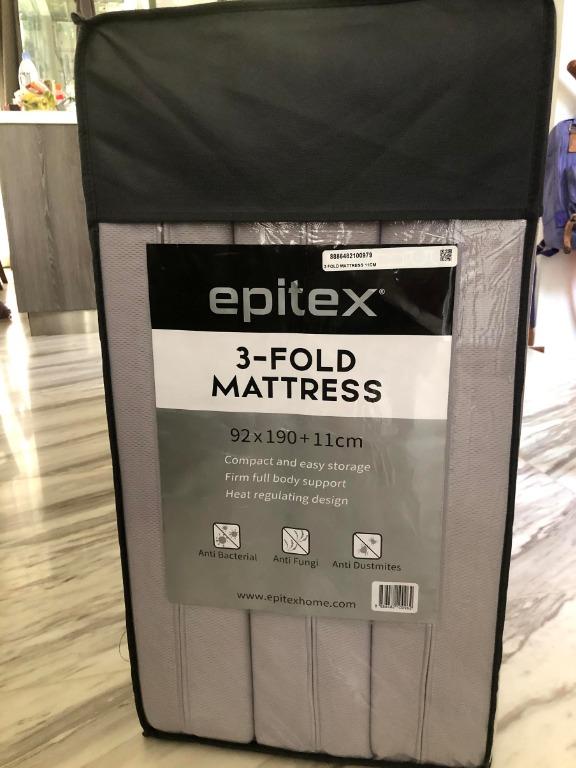 8886482100979
3 FOLD MATTRESS 11CM
epitex®
3-FOLD
MATTRESS
92x190+11cm
Compact and easy storage
Firm full body support
Heat regulating design
Anti Bacterial
Anti Fungi
Anti Dustmites
www.epitexhome.com